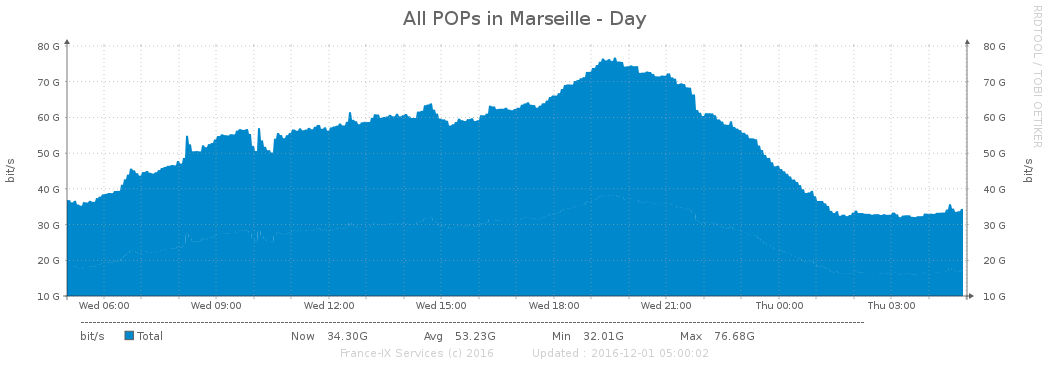 All POPs in Marseille - Day
RRDTOOL / TOBI OETIKER
80 G 80 G
70 G 70 G
60 G 60 G
50 G 50 G
40 G 40 G
30 G 30 G
20 G 20 G
10 G 10 G
bit/s
bit/s
Wed 06:00 Wed 09:00 Wed 12:00 Wed 15:00 Wed 18:00 Wed 21:00 Thu 00:00 Thu 03:00
bit/s Total Now 34.30G Avg 53.23G Min 32.01G Max 76.68G
France-IX Services (c) 2016 Updated : 2016-12-01 05:00:02